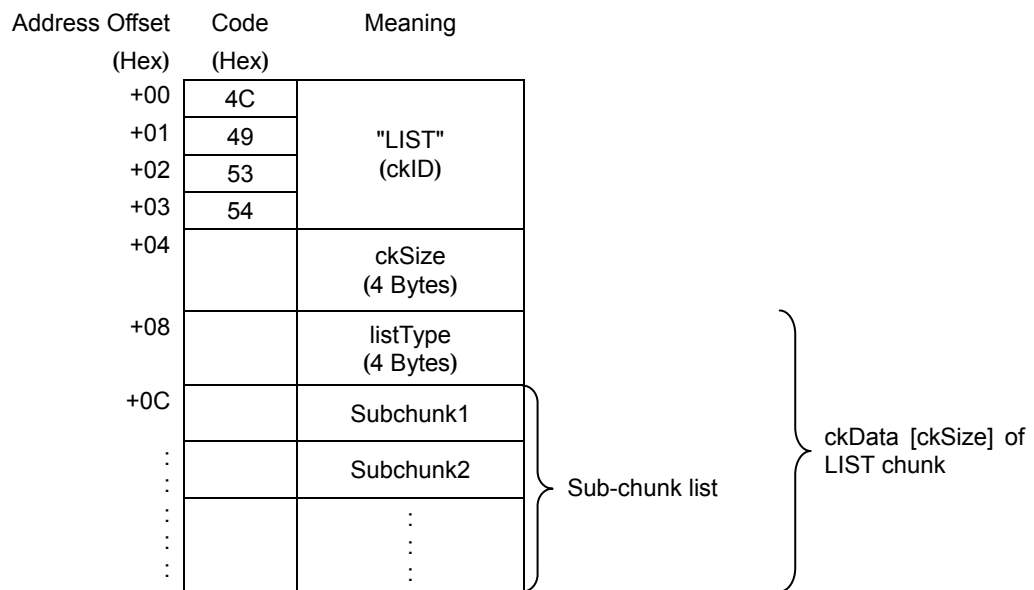 Address Offset Code Meaning
(Hex) (Hex)
+00 4C
+01 49 "LIST"
+02 53 (ckID)
+03 54
+04 ckSize
(4 Bytes)
+08 listType
(4 Bytes)
+0C Subchunk1
: Subchunk2
:
: :
: :
: :
Sub-chunk list
ckData [ckSize] of
LIST chunk